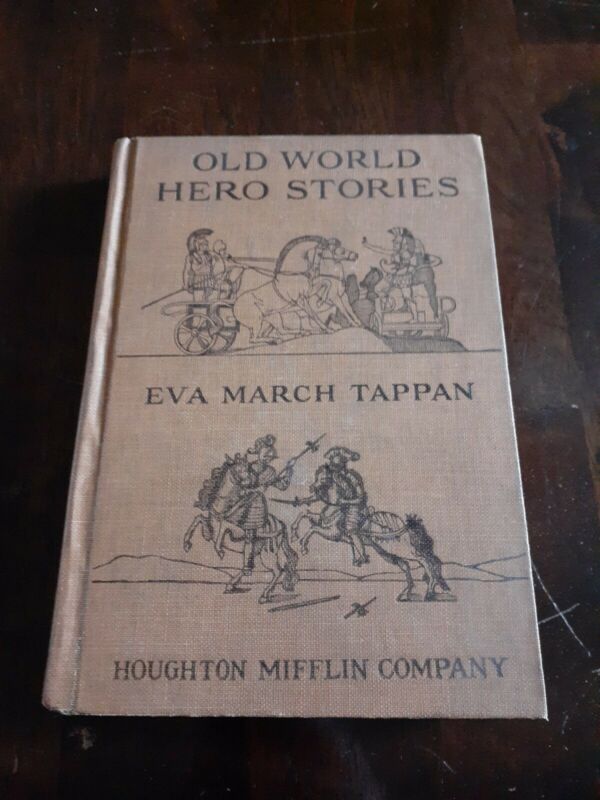 OLD WORLD
HERO STORIES
EVA MARCH TAPPAN
HOUGHTON MIFFLIN COMPANY